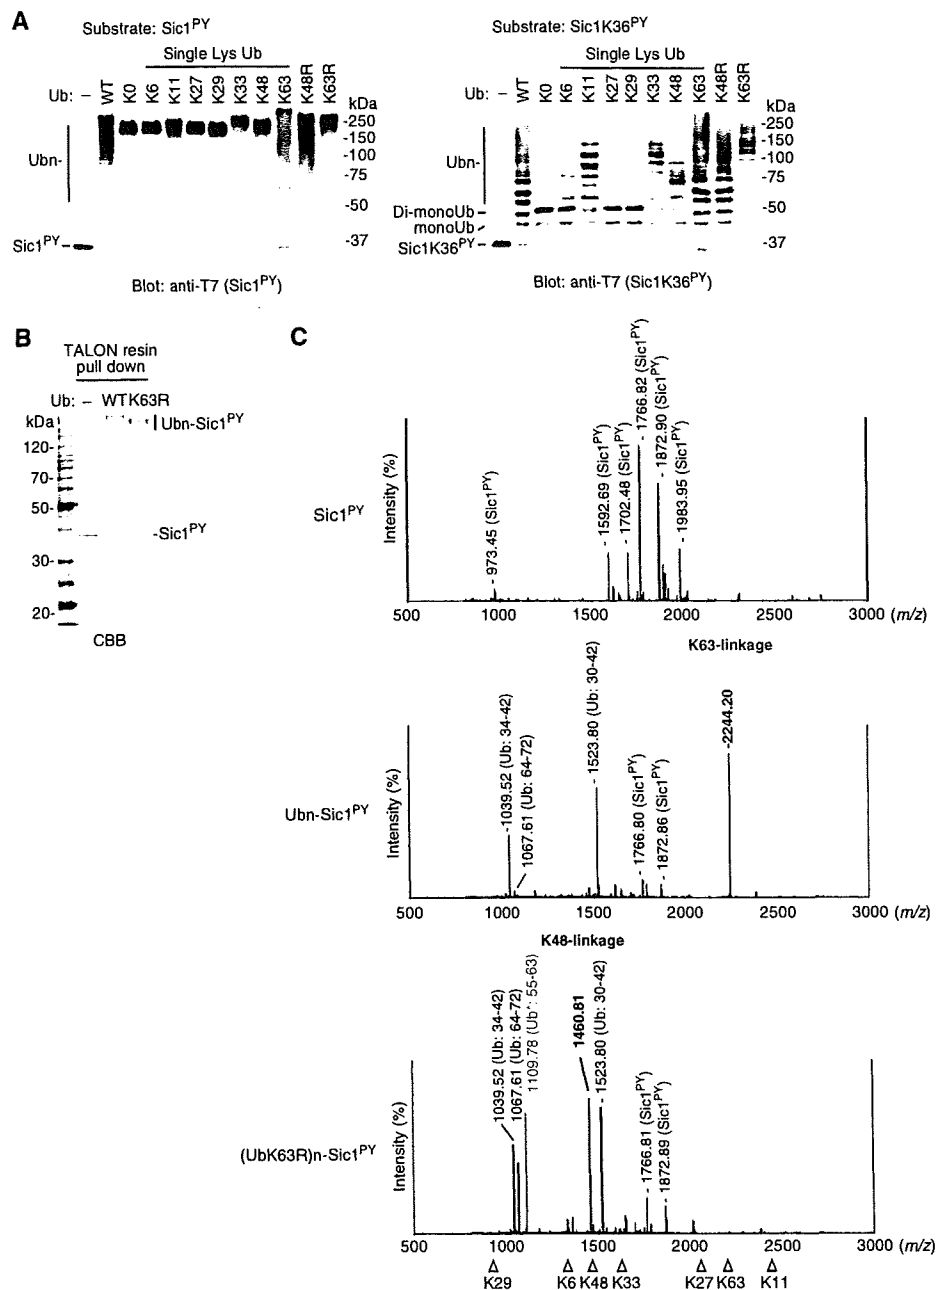 A
Substrate: Sic1PY
Single Lys Ub
Ub: – WT K0 K6 K11 K27 K29 K33 K48 K63 K48R K63R
kDa
-250
-150
-100
-75
-50
-37
Ubn-
Sic1PY–
Blot: anti-T7 (Sic1PY)
Substrate: Sic1K36PY
Single Lys Ub
Ub: – WT K0 K6 K11 K27 K29 K33 K48 K63 K48R K63R
kDa
-250
-150
-100
-75
-50
-37
Ubn-
Di-monoUb
monoUb
Sic1K36PY–
Blot: anti-T7 (Sic1K36PY)
B
TALON resin
pull down
Ub: – WT K63R
kDa
120-
70-
50-
30-
20-
Ubn-Sic1PY
-Sic1PY
CBB
C
Sic1PY
Intensity (%)
- 973.45 (Sic1PY)
- 1592.69 (Sic1PY)
- 1702.48 (Sic1PY)
- 1766.82 (Sic1PY)
- 1872.90 (Sic1PY)
- 1983.95 (Sic1PY)
500 1000 1500 2000 2500 3000 (m/z)
K63-linkage
Ubn-Sic1PY
Intensity (%)
-1039.52 (Ub: 34-42)
1067.61 (Ub: 64-72)
-1523.80 (Ub: 30-42)
1766.80 (Sic1PY)
- 1872.86 (Sic1PY)
-2244.20
500 1000 1500 2000 2500 3000 (m/z)
K48-linkage
(UbK63R)n-Sic1PY
Intensity (%)
1039.52 (Ub: 34-42)
1067.61 (Ub: 64-72)
1109.78 (Ub*: 55-63)
1460.81
- 1523.80 (Ub: 30-42)
- 1766.81 (Sic1PY)
- 1872.89 (Sic1PY)
500 1000 1500 2000 2500 3000 (m/z)
K29 K6 K48 K33 K27 K63 K11